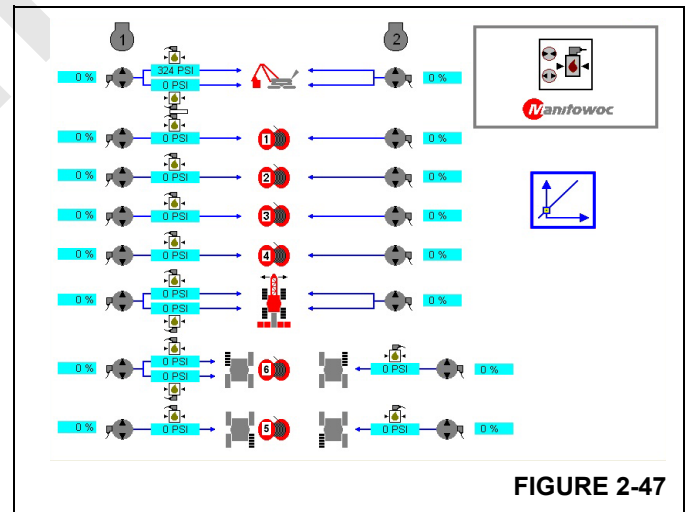 1 2
324 PSI
0 % 0 PSI 0 %
Manitowoc
0 % 0 PSI 1 0 %
0 % 0 PSI 2 0 %
0 % 0 PSI 3 0 %
0 % 0 PSI 4 0 %
0 PSI
0 % 0 PSI 0 %
0 PSI
0 % 0 PSI 6 0 PSI 0 %
0 % 0 PSI 5 0 PSI 0 %
FIGURE 2-47